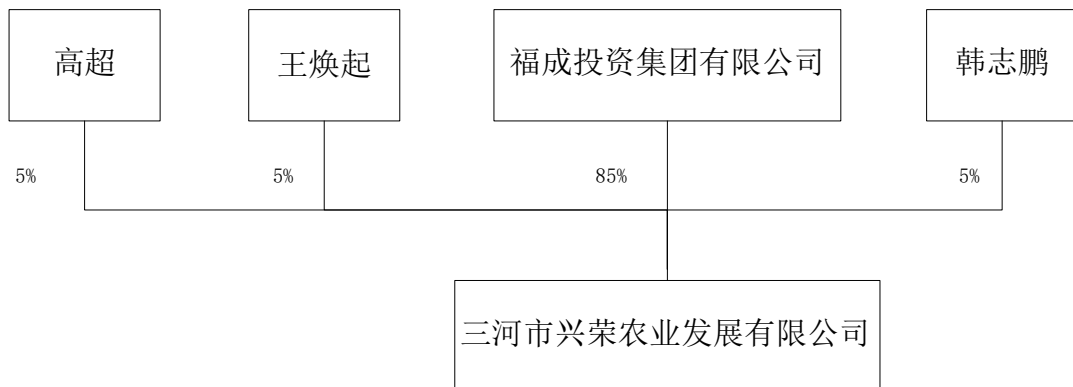 高超
王焕起
福成投资集团有限公司
韩志鹏
5%
5%
85%
5%
三河市兴荣农业发展有限公司